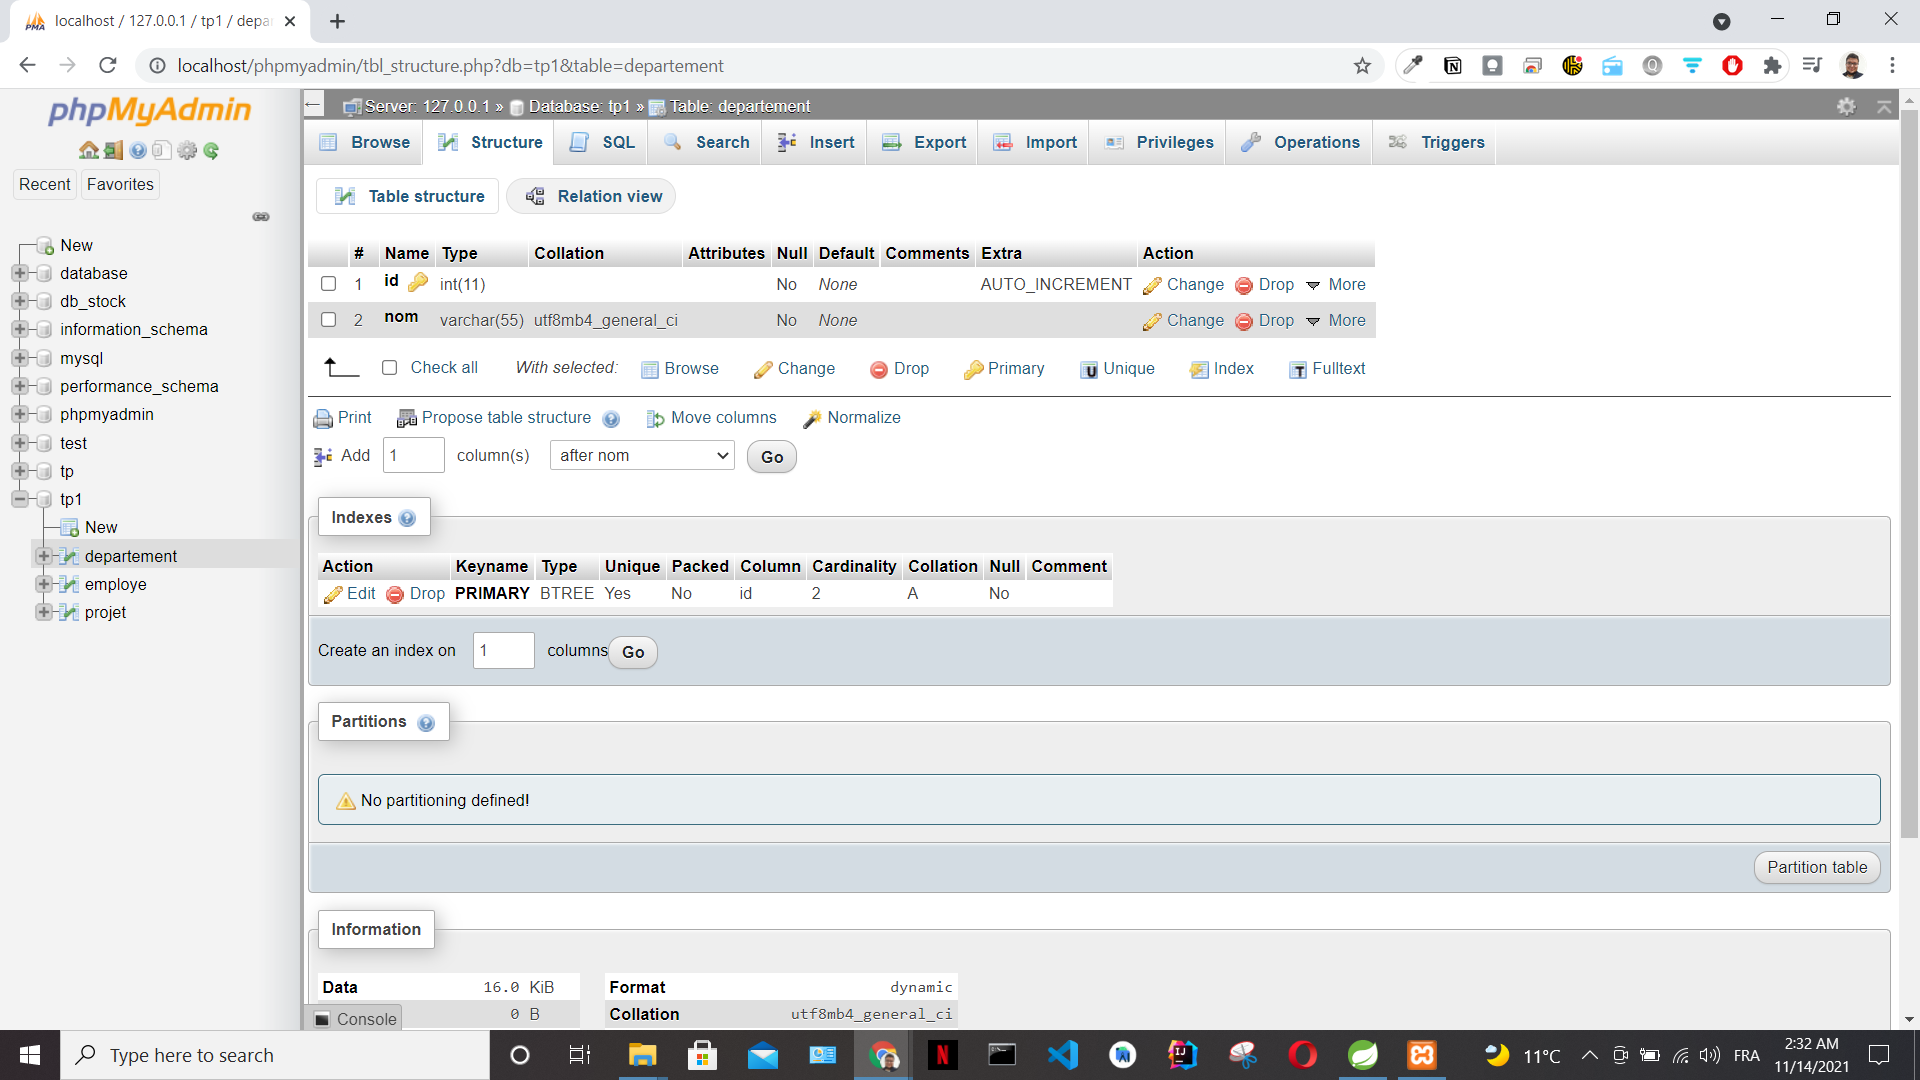 localhost / 127.0.0.1 / tp1 / depa
localhost/phpmyadmin/tbl_structure.php?db=tp1&table=departement
phpMyAdmin
Recent Favorites
New
database
db_stock
information_schema
mysql
performance_schema
phpmyadmin
test
tp
tp1
New
departement
employe
projet
Server: 127.0.0.1 » Database: tp1 » Table: departement
Browse Structure SQL Search Insert Export Import Privileges Operations Triggers
Table structure Relation view
# Name Type Collation Attributes Null Default Comments Extra Action
1 id int(11) No None AUTO_INCREMENT Change Drop More
2 nom varchar(55) utf8mb4_general_ci No None Change Drop More
Check all With selected: Browse Change Drop Primary Unique Index Fulltext
Print Propose table structure Move columns Normalize
Add 1 column(s) after nom Go
Indexes
Action Keyname Type Unique Packed Column Cardinality Collation Null Comment
Edit Drop PRIMARY BTREE Yes No id 2 A No
Create an index on 1 columns Go
Partitions
No partitioning defined!
Partition table
Information
Data 16.0 KiB Format dynamic
0 B Collation utf8mb4_general_ci
Console
Type here to search
11°C FRA 2:32 AM
11/14/2021